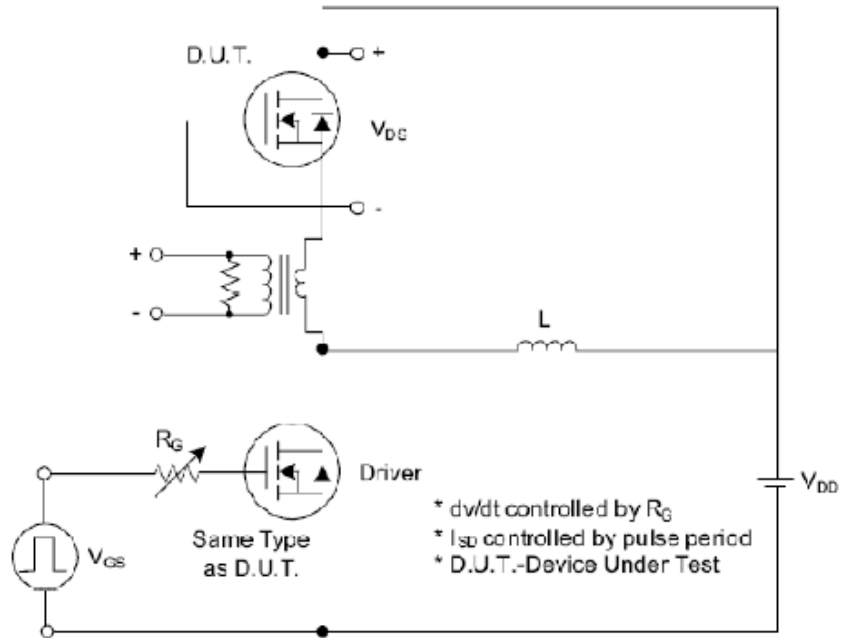 D.U.T.
+
VDS
-
+
-
L
RG
Driver
VDD
Same Type
as D.U.T.
VGS
* dv/dt controlled by RG
* ISD controlled by pulse period
* D.U.T.-Device Under Test